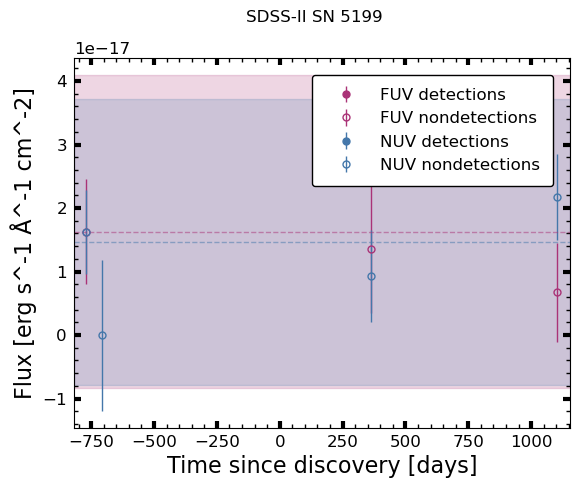 SDSS-II SN 5199
1e−17
FUV detections
FUV nondetections
NUV detections
NUV nondetections
4
3
2
1
0
−1
Flux [erg s^-1 Å^-1 cm^-2]
−750 −500 −250 0 250 500 750 1000
Time since discovery [days]